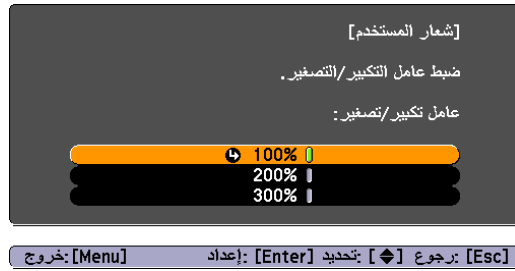 [شعار المستخدم]
ضبط عامل التكبير/التصغير.
عامل تكبير/تصغير:
100%
200%
300%
[Esc] :رجوع [♦] :تحديد [Enter] :إعداد [Menu]:خروج